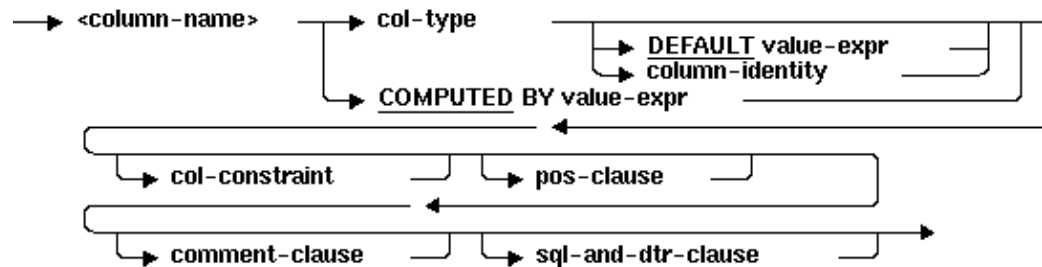 <column-name> col-type
DEFAULT value-expr
column-identity
COMPUTED BY value-expr
col-constraint pos-clause
comment-clause sql-and-dtr-clause